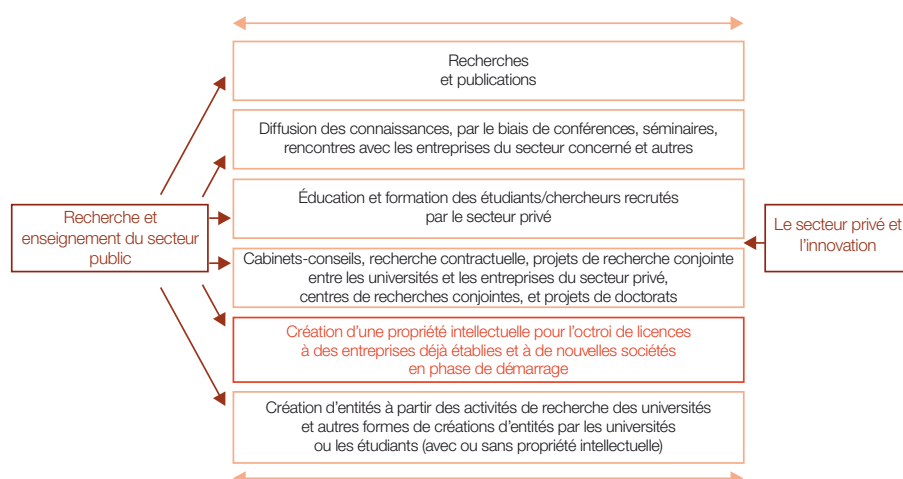 Recherches
et publications
Diffusion des connaissances, par le biais de conférences, séminaires,
rencontres avec les entreprises du secteur concerné et autres
Éducation et formation des étudiants/chercheurs recrutés
par le secteur privé
Recherche et
enseignement du secteur
public
Le secteur privé et
l’innovation
Cabinets-conseils, recherche contractuelle, projets de recherche conjointe
entre les universités et les entreprises du secteur privé,
centres de recherches conjointes, et projets de doctorats
Création d’une propriété intellectuelle pour l’octroi de licences
à des entreprises déjà établies et à de nouvelles sociétés
en phase de démarrage
Création d’entités à partir des activités de recherche des universités
et autres formes de créations d’entités par les universités
ou les étudiants (avec ou sans propriété intellectuelle)